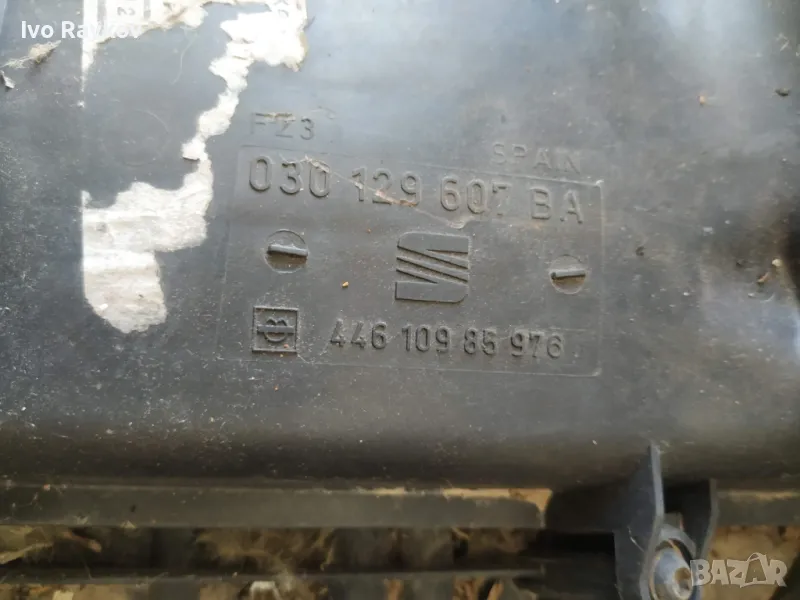 Ivo Raykov
FZ3
SPAIN
030 129 607 BA
446 109 85 976
BAZAR